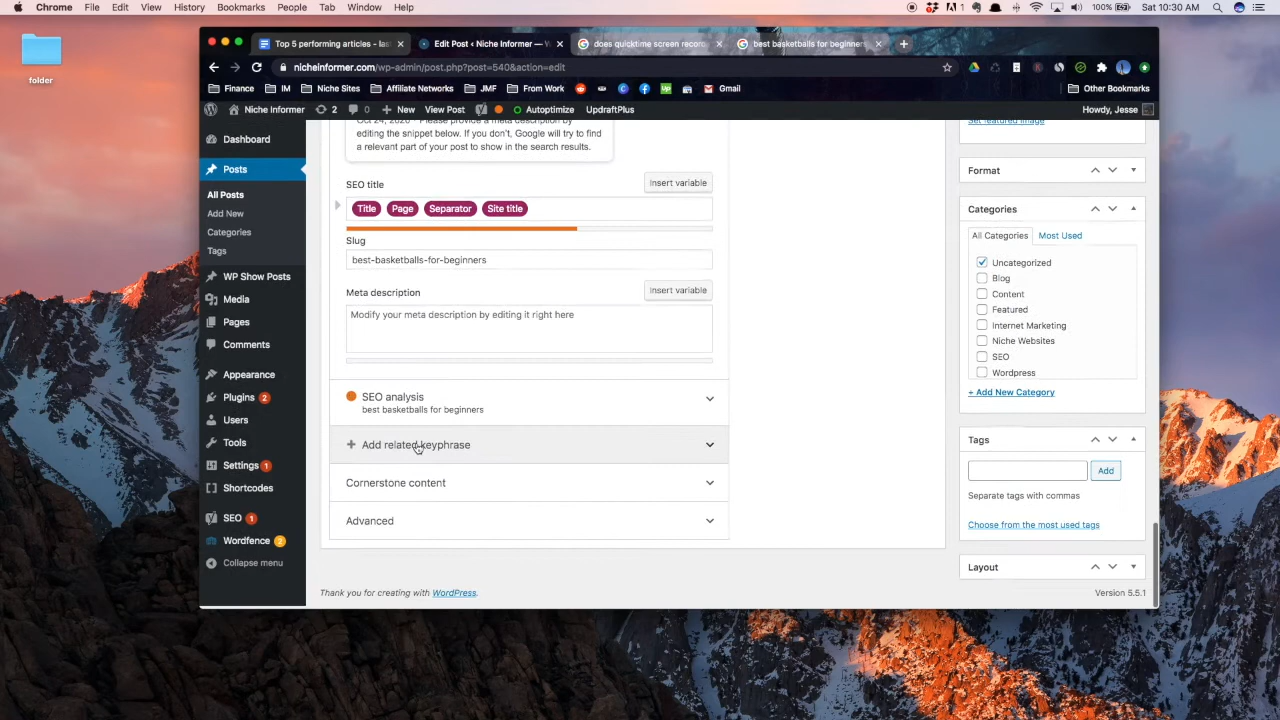 Chrome File Edit View History Bookmarks People Tab Window Help 1 100% Sat 10:30 AM
folder
Top 5 performing articles - las Edit Post ‹ Niche Informer — W does quicktime screen record best basketballs for beginners
nicheinformer.com/wp-admin/post.php?post=540&action=edit
Finance IM Niche Sites Affiliate Networks JMF From Work Gmail Other Bookmarks
Niche Informer 2 0 New View Post Autoptimize UpdraftPlus Howdy, Jesse
Dashboard
Posts
All Posts
Add New
Categories
Tags
WP Show Posts
Media
Pages
Comments
Appearance
Plugins 2
Users
Tools
Settings 1
Shortcodes
SEO 1
Wordfence 2
Collapse menu
Oct 24, 2020 · Please provide a meta description by
editing the snippet below. If you don't, Google will try to find
a relevant part of your post to show in the search results.
SEO title
Insert variable
Title Page Separator Site title
Slug
best-basketballs-for-beginners
Meta description
Insert variable
Modify your meta description by editing it right here
SEO analysis
best basketballs for beginners
Add related keyphrase
Cornerstone content
Advanced
Thank you for creating with WordPress.
Set featured image
Format
Categories
All Categories Most Used
Uncategorized
Blog
Content
Featured
Internet Marketing
Niche Websites
SEO
Wordpress
+ Add New Category
Tags
Add
Separate tags with commas
Choose from the most used tags
Layout
Version 5.5.1